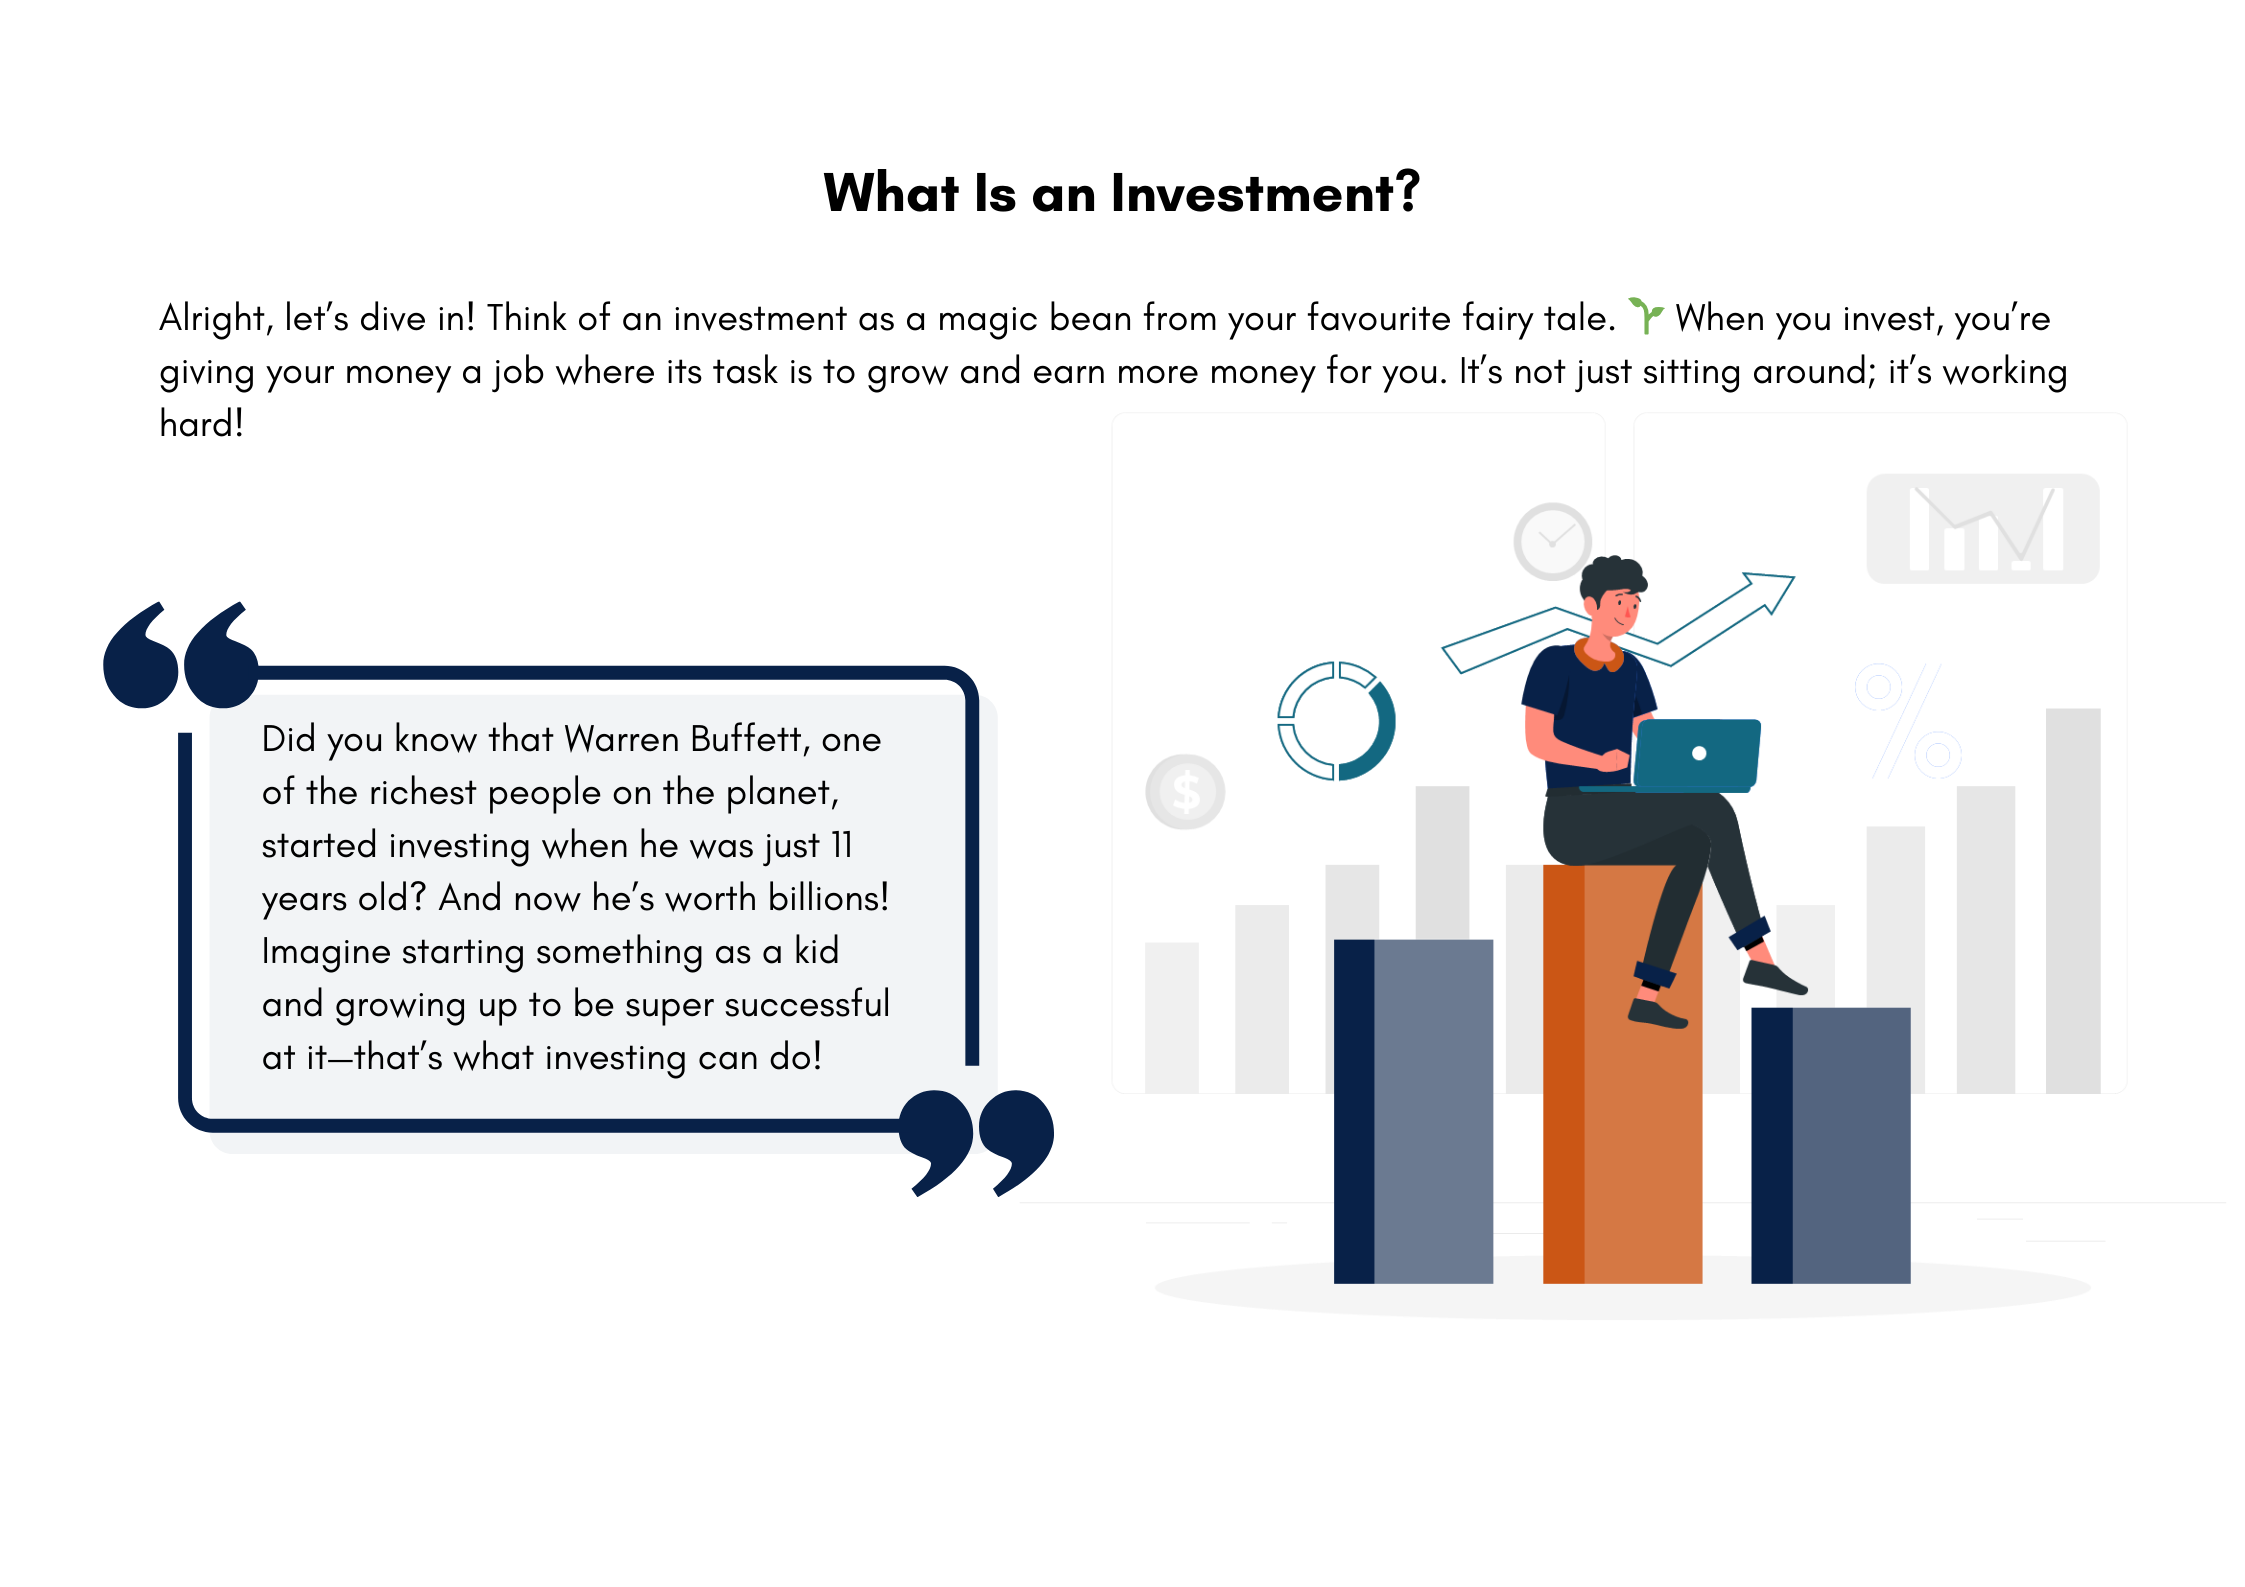 What Is an Investment?
Alright, let’s dive in! Think of an investment as a magic bean from your favourite fairy tale. 🌱 When you invest, you’re
giving your money a job where its task is to grow and earn more money for you. It’s not just sitting around; it’s working
hard!
Did you know that Warren Buffett, one
of the richest people on the planet,
started investing when he was just 11
years old? And now he’s worth billions!
Imagine starting something as a kid
and growing up to be super successful
at it—that’s what investing can do!
$
%